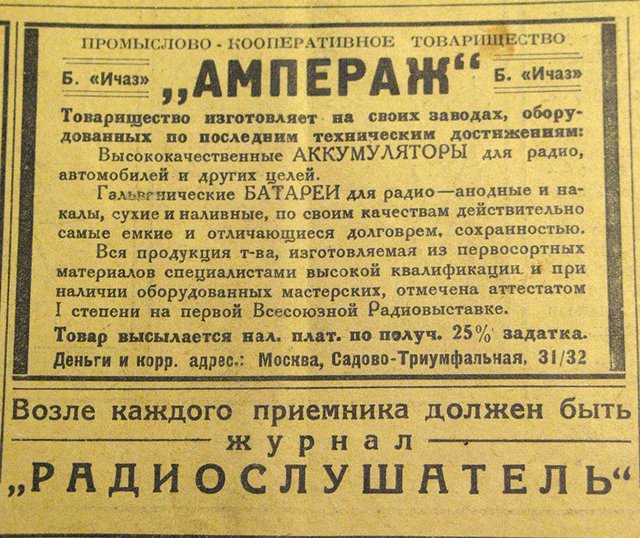 ПРОМЫСЛОВО-КООПЕРАТИВНОЕ ТОВАРИЩЕСТВО
Б. «Ичаз» „АМПЕРАЖ“ Б. «Ичаз»
Товарищество изготовляет на своих заводах, обору-
дованных по последним техническим достижениям:
Высококачественные АККУМУЛЯТОРЫ для радио,
автомобилей и других целей.
Гальванические БАТАРЕИ для радио—анодные и на-
калы, сухие и наливные, по своим качествам действительно
самые емкие и отличающиеся долговрем. сохранностью.
Вся продукция т-ва, изготовляемая из первосортных
материалов специалистами высокой квалификации и при
наличии оборудованных мастерских, отмечена аттестатом
I степени на первой Всесоюзной Радиовыставке.
Товар высылается нал. плат. по получ. 25% задатка.
Деньги и корр. адрес.: Москва, Садово-Триумфальная, 31/32
Возле каждого приемника должен быть
журнал
„РАДИОСЛУШАТЕЛЬ“